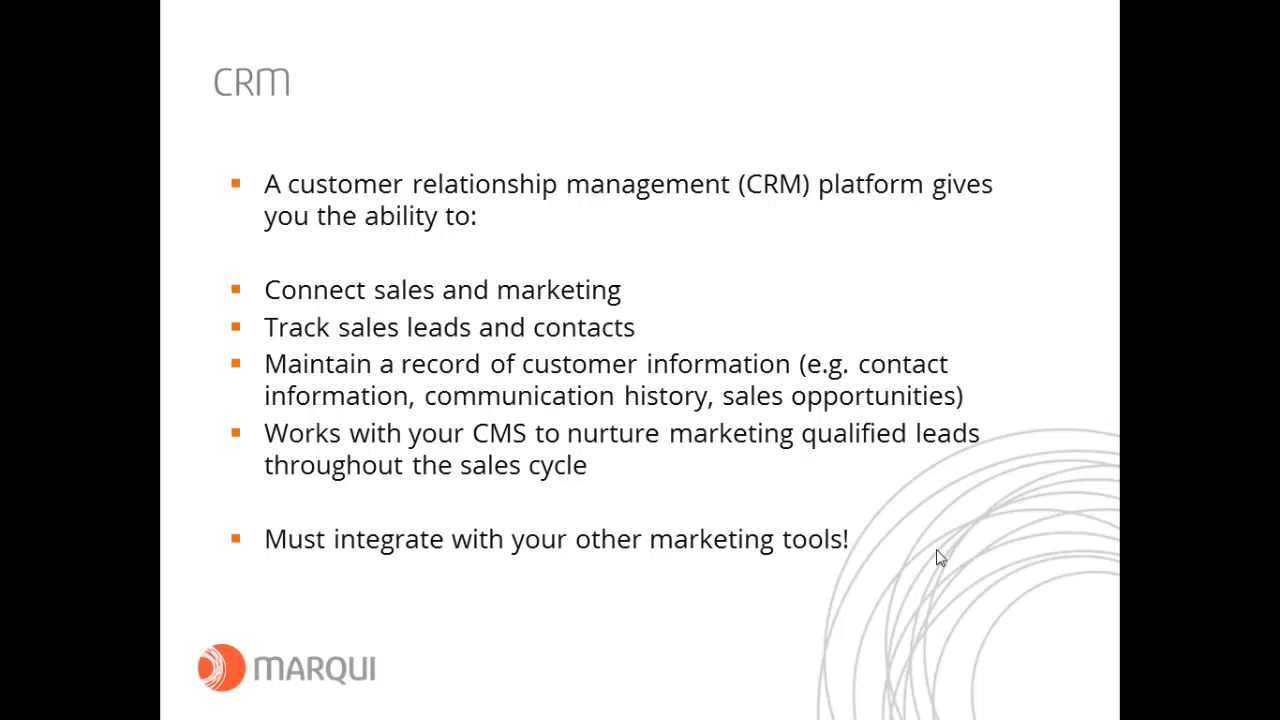 CRM
▪ A customer relationship management (CRM) platform gives
you the ability to:
▪ Connect sales and marketing
▪ Track sales leads and contacts
▪ Maintain a record of customer information (e.g. contact
information, communication history, sales opportunities)
▪ Works with your CMS to nurture marketing qualified leads
throughout the sales cycle
▪ Must integrate with your other marketing tools!
MARQUI